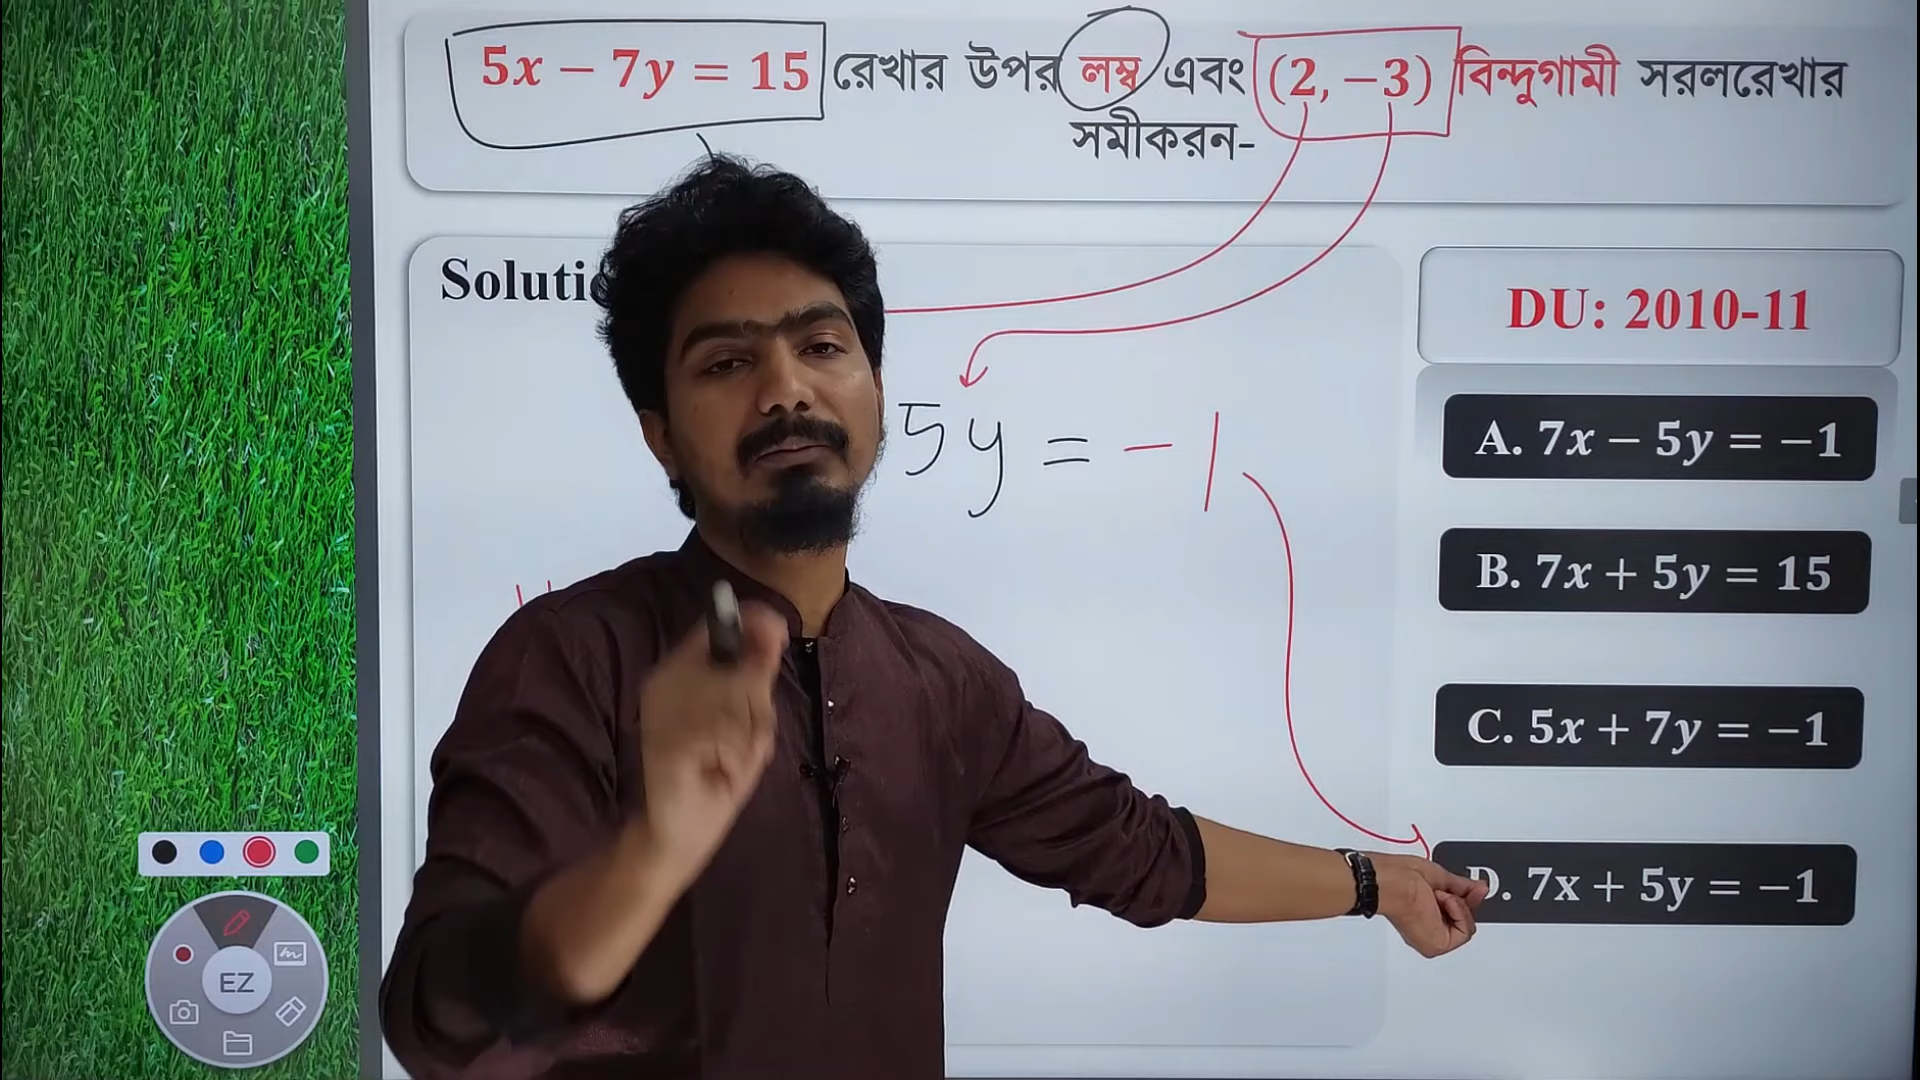 5x − 7y = 15 রেখার উপর লম্ব এবং (2, −3) বিন্দুগামী সরলরেখার
সমীকরন-
DU: 2010-11
5y = - 1
A. 7x − 5y = −1
B. 7x + 5y = 15
C. 5x + 7y = −1
D. 7x + 5y = −1
EZ